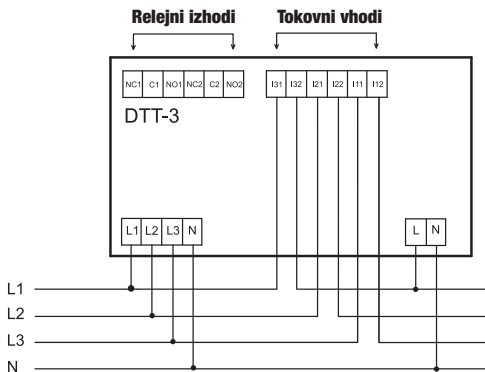 Relejni izhodi Tokovni vhodi
NC1 C1 NO1 NC2 C2 NO2 I31 I32 I21 I22 I11 I12
DTT-3
L1 L2 L3 N L N
L1
L2
L3
N